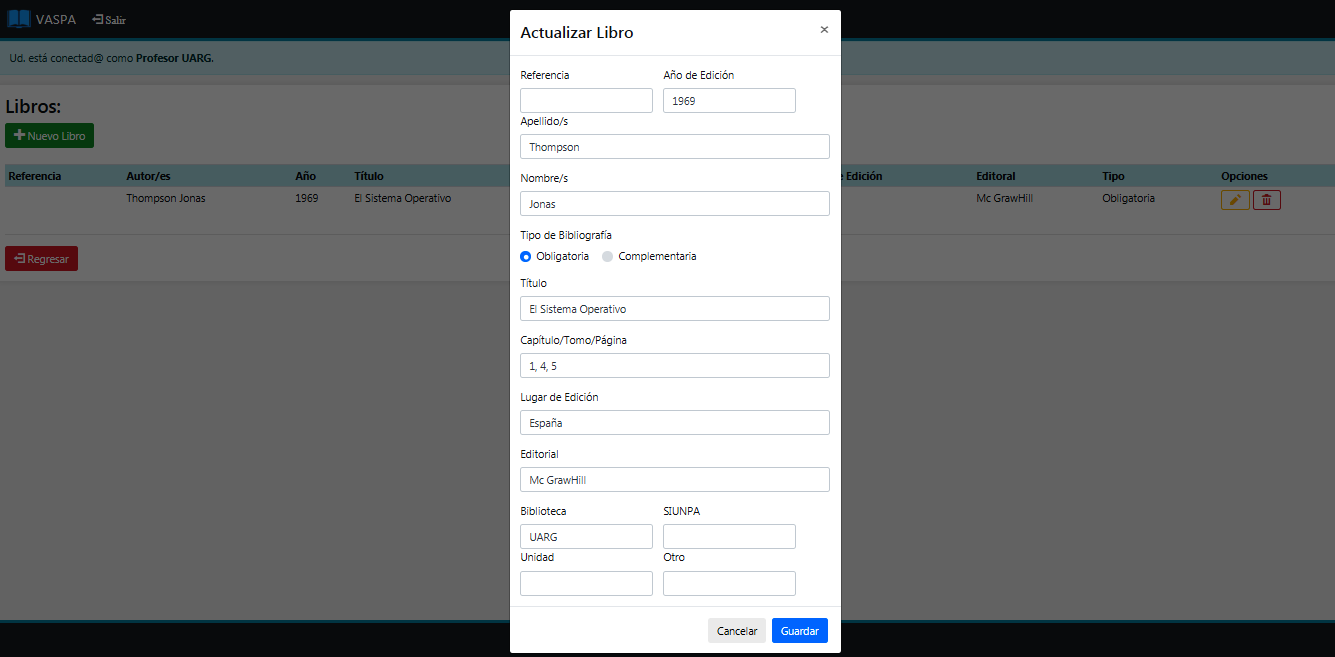 VASPA Salir
Ud. está conectad@ como Profesor UARG.
Libros:
Nuevo Libro
Referencia Autor/es Año Título Edición Editoral Tipo Opciones
Thompson Jonas 1969 El Sistema Operativo Mc GrawHill Obligatoria
Regresar
Actualizar Libro ×
Referencia Año de Edición
1969
Apellido/s
Thompson
Nombre/s
Jonas
Tipo de Bibliografía
Obligatoria Complementaria
Título
El Sistema Operativo
Capítulo/Tomo/Página
1, 4, 5
Lugar de Edición
España
Editorial
Mc GrawHill
Biblioteca SIUNPA
UARG
Unidad Otro
Cancelar Guardar